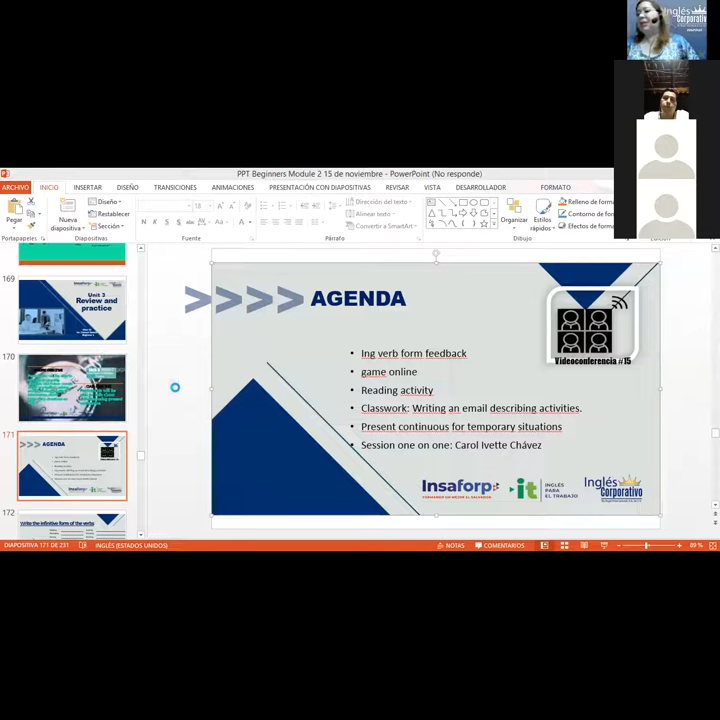 Inglés
Corporativo
PPT Beginners Module 2 15 de noviembre - PowerPoint (No responde)
ARCHIVO INICIO INSERTAR DISEÑO TRANSICIONES ANIMACIONES PRESENTACIÓN CON DIAPOSITIVAS REVISAR VISTA DESARROLLADOR FORMATO
Pegar
Nueva
diapositiva
Diseño
Restablecer
Sección
18
N K S
Dirección del texto
Alinear texto
Convertir a SmartArt
Organizar
Estilos
rápidos
Relleno de form
Contorno de form
Efectos de forma
Portapapeles
Diapositivas
Fuente
Párrafo
Dibujo
169
Unit 3
Review and
practice
170
171
AGENDA
172
Write the infinitive form of the verbs
>>>> AGENDA
Videoconferencia #15
• Ing verb form feedback
• game online
• Reading activity
• Classwork: Writing an email describing activities.
• Present continuous for temporary situations
• Session one on one: Carol Ivette Chávez
Insaforp
it
INGLÉS
PARA
EL TRABAJO
Inglés
Corporativo
DIAPOSITIVA 171 DE 231 INGLÉS (ESTADOS UNIDOS) NOTAS COMENTARIOS 89 %